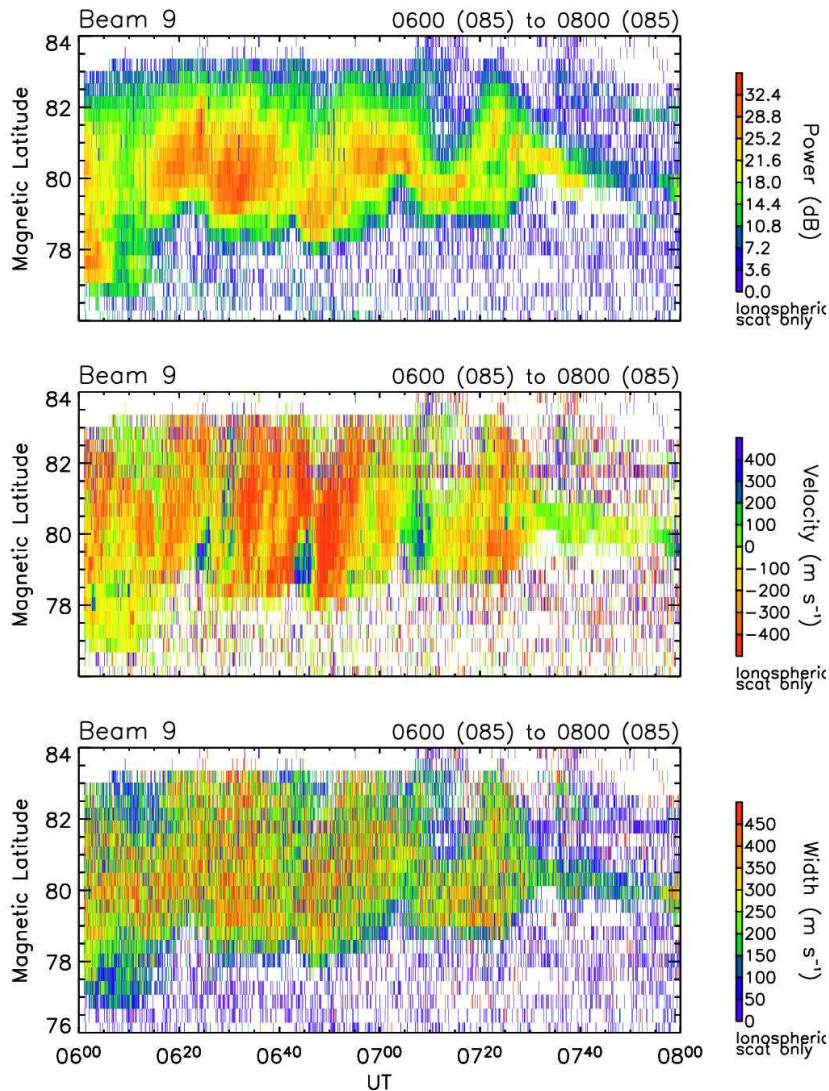 Beam 9 0600 (085) to 0800 (085)
84
82
80
78
Magnetic Latitude
32.4
28.8
25.2
21.6
18.0
14.4
10.8
7.2
3.6
0.0
Power (dB)
Ionospheric
scat only
Beam 9 0600 (085) to 0800 (085)
84
82
80
78
Magnetic Latitude
400
300
200
100
0
-100
-200
-300
-400
Velocity (m s⁻¹)
Ionospheric
scat only
Beam 9 0600 (085) to 0800 (085)
84
82
80
78
76
Magnetic Latitude
450
400
350
300
250
200
150
100
50
0
Width (m s⁻¹)
Ionospheric
scat only
06⁰⁰ 06²⁰ 06⁴⁰ 07⁰⁰ 07²⁰ 07⁴⁰ 08⁰⁰
UT